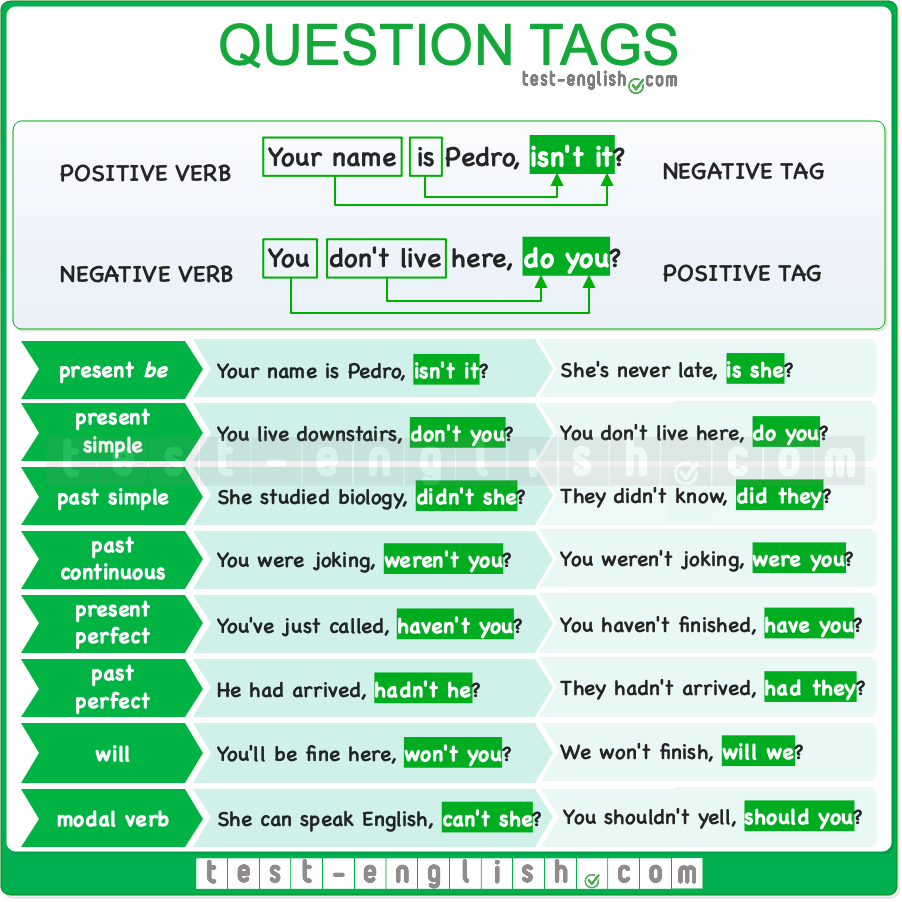 QUESTION TAGS
test-english.com
POSITIVE VERB Your name is Pedro, isn't it? NEGATIVE TAG
NEGATIVE VERB You don't live here, do you? POSITIVE TAG
present be Your name is Pedro, isn't it? She's never late, is she?
present simple You live downstairs, don't you? You don't live here, do you?
test-english.com
past simple She studied biology, didn't she? They didn't know, did they?
past continuous You were joking, weren't you? You weren't joking, were you?
present perfect You've just called, haven't you? You haven't finished, have you?
past perfect He had arrived, hadn't he? They hadn't arrived, had they?
will You'll be fine here, won't you? We won't finish, will we?
modal verb She can speak English, can't she? You shouldn't yell, should you?
test-english.com